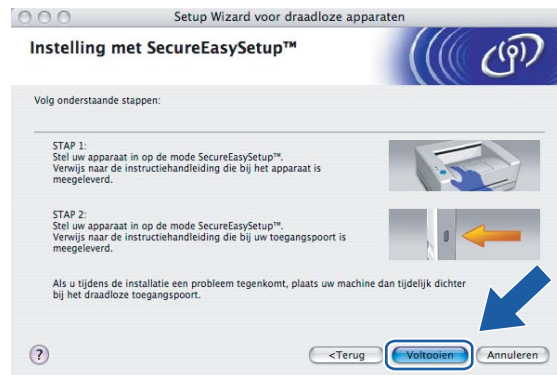 Setup Wizard voor draadloze apparaten
Instelling met SecureEasySetup™
Volg onderstaande stappen:
STAP 1:
Stel uw apparaat in op de mode SecureEasySetup™.
Verwijs naar de instructiehandleiding die bij het apparaat is
meegeleverd.
STAP 2:
Stel uw apparaat in op de mode SecureEasySetup™.
Verwijs naar de instructiehandleiding die bij uw toegangspoort is
meegeleverd.
Als u tijdens de installatie een probleem tegenkomt, plaats uw machine dan tijdelijk dichter
bij het draadloze toegangspoort.
? <Terug Voltooien Annuleren